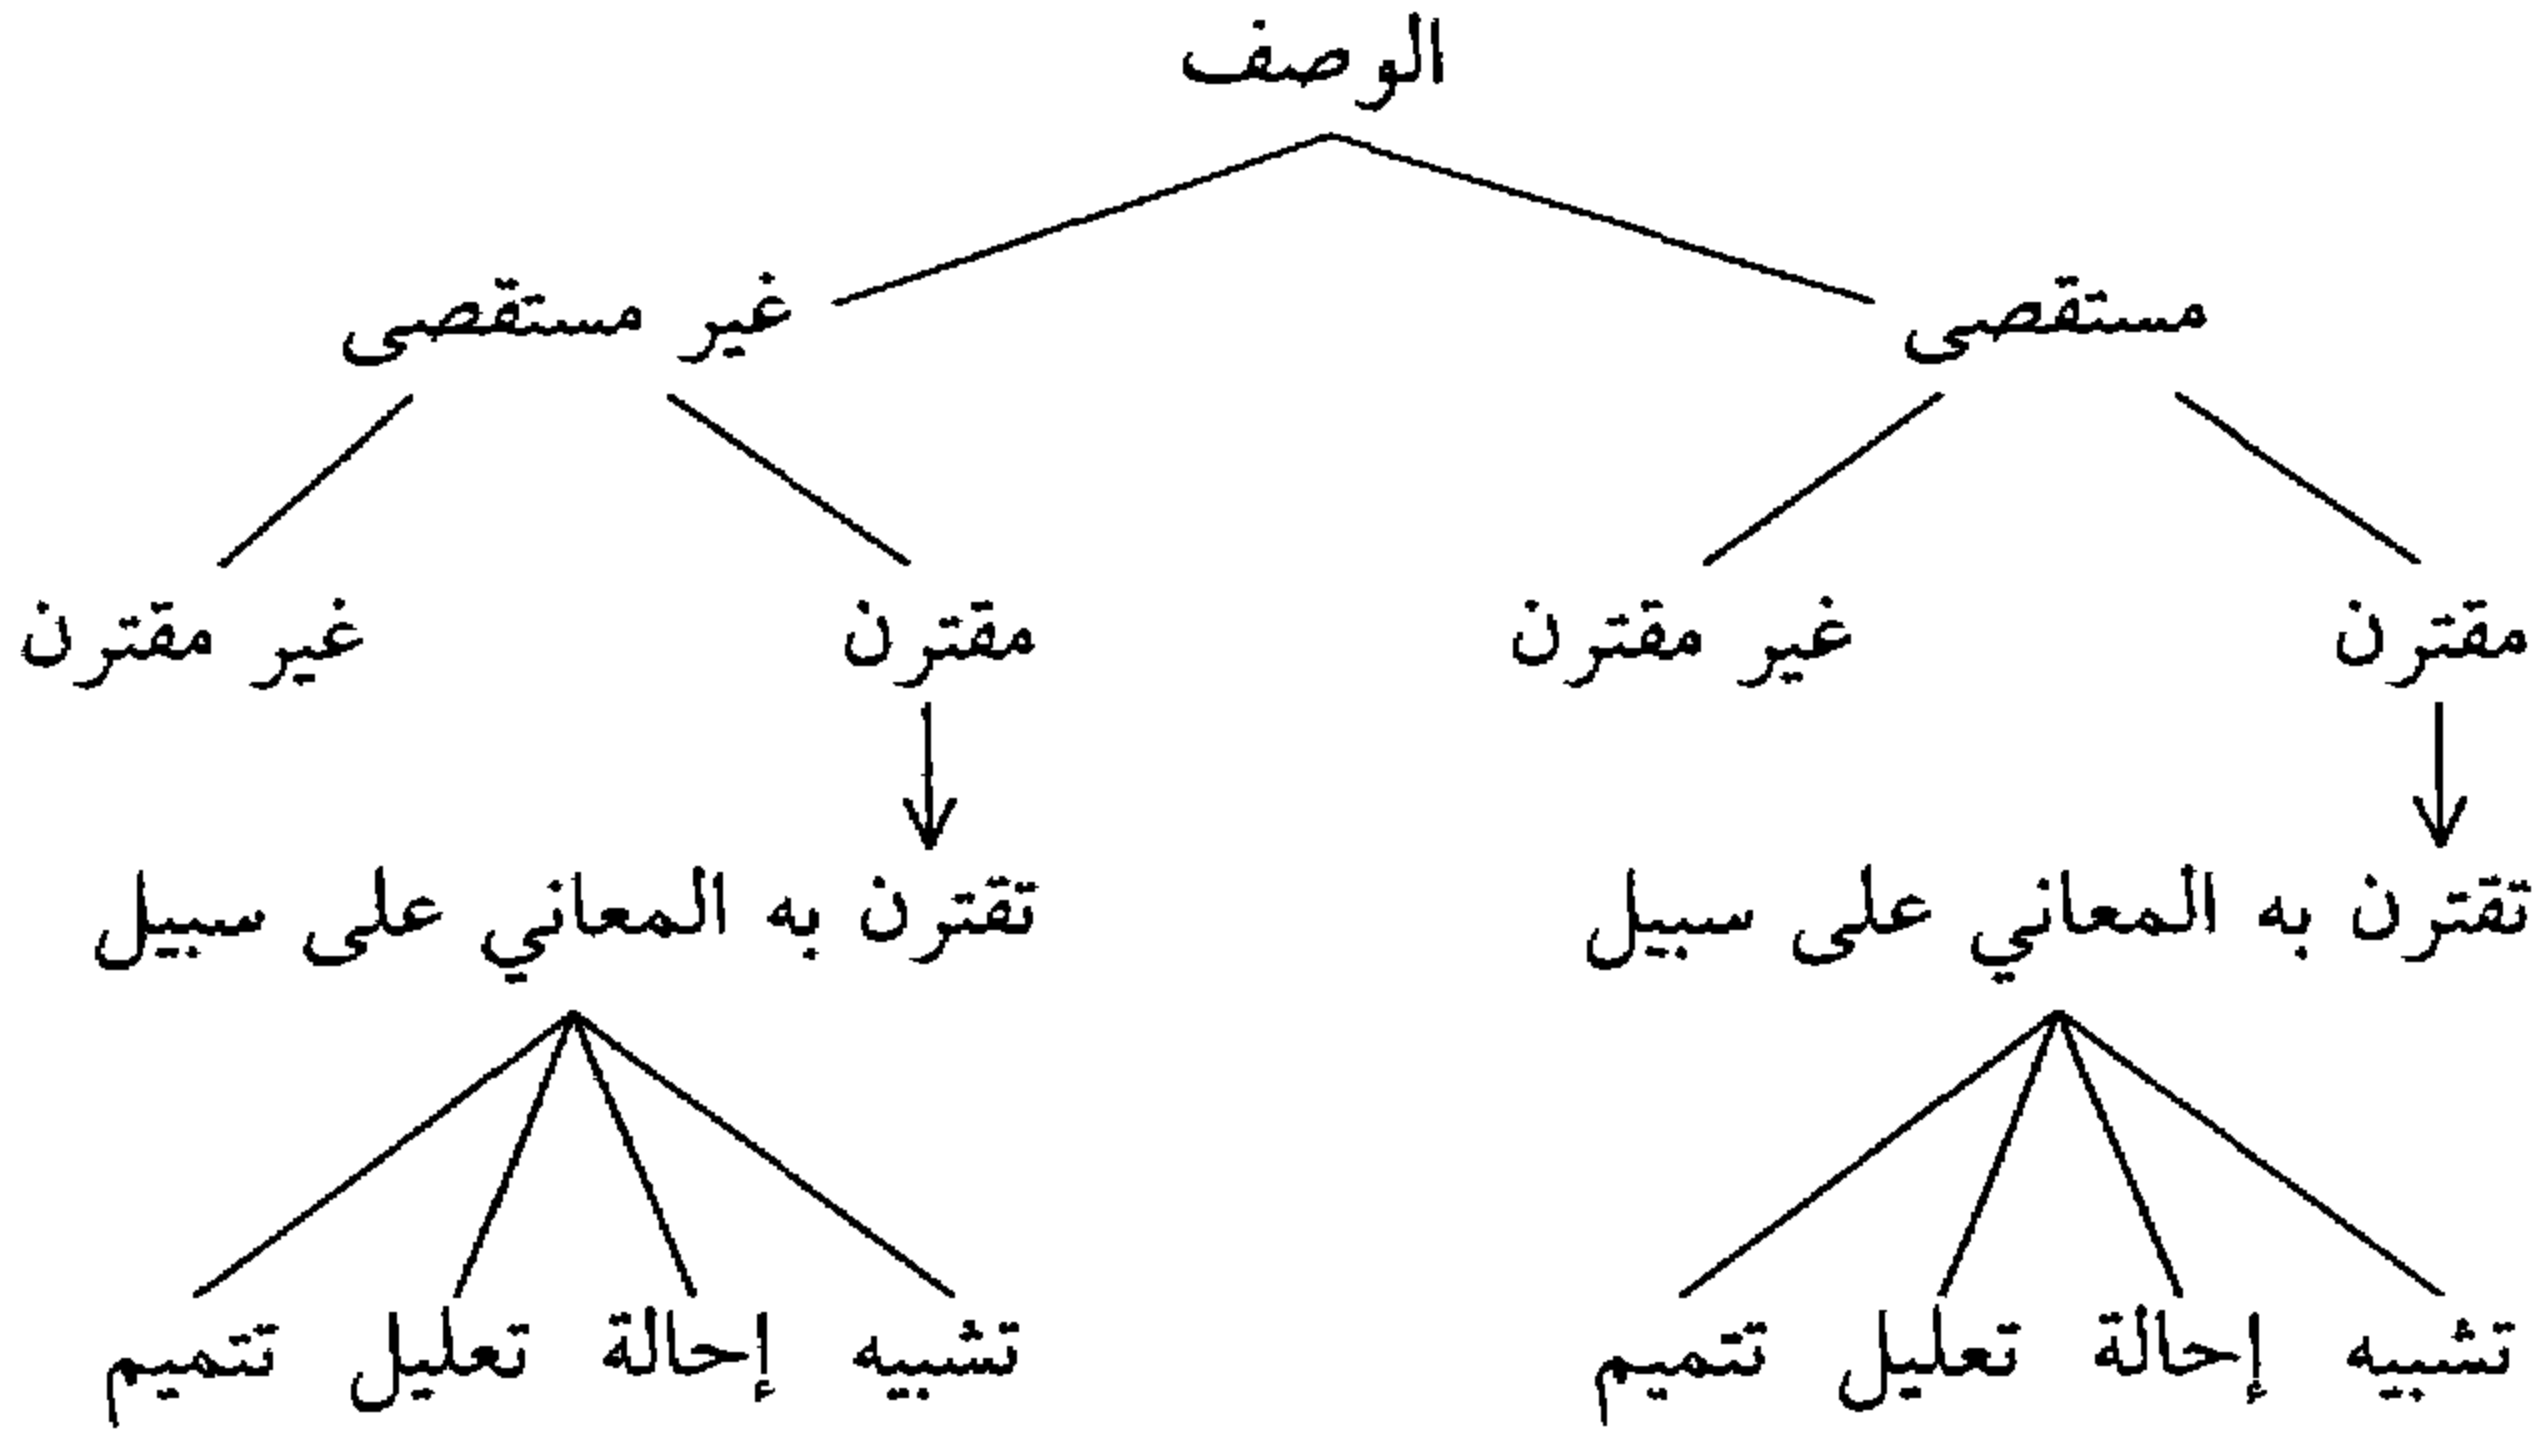 الوصف
مستقصى غير مستقصى
مقترن غير مقترن مقترن غير مقترن
تقترن به المعاني على سبيل تقترن به المعاني على سبيل
تشبيه إحالة تعليل تتميم تشبيه إحالة تعليل تتميم